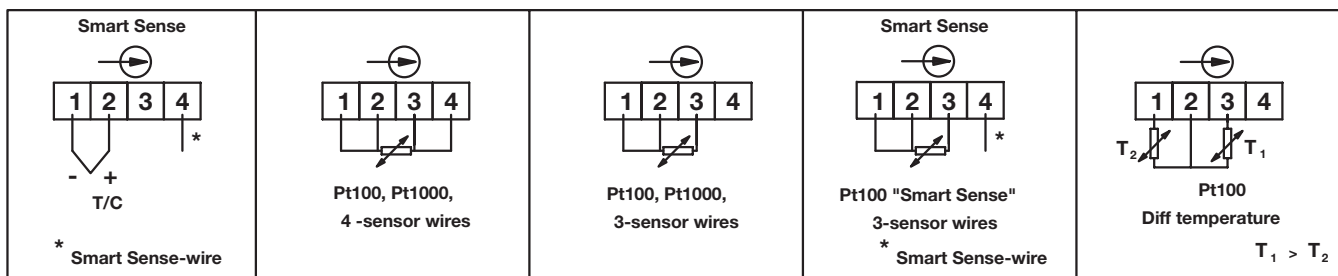 Smart Sense
1 2 3 4
*
- +
T/C
* Smart Sense-wire
1 2 3 4
Pt100, Pt1000,
4 -sensor wires
1 2 3 4
Pt100, Pt1000,
3-sensor wires
Smart Sense
1 2 3 4
*
Pt100 "Smart Sense"
3-sensor wires
* Smart Sense-wire
1 2 3 4
T2 T1
Pt100
Diff temperature
T1 > T2